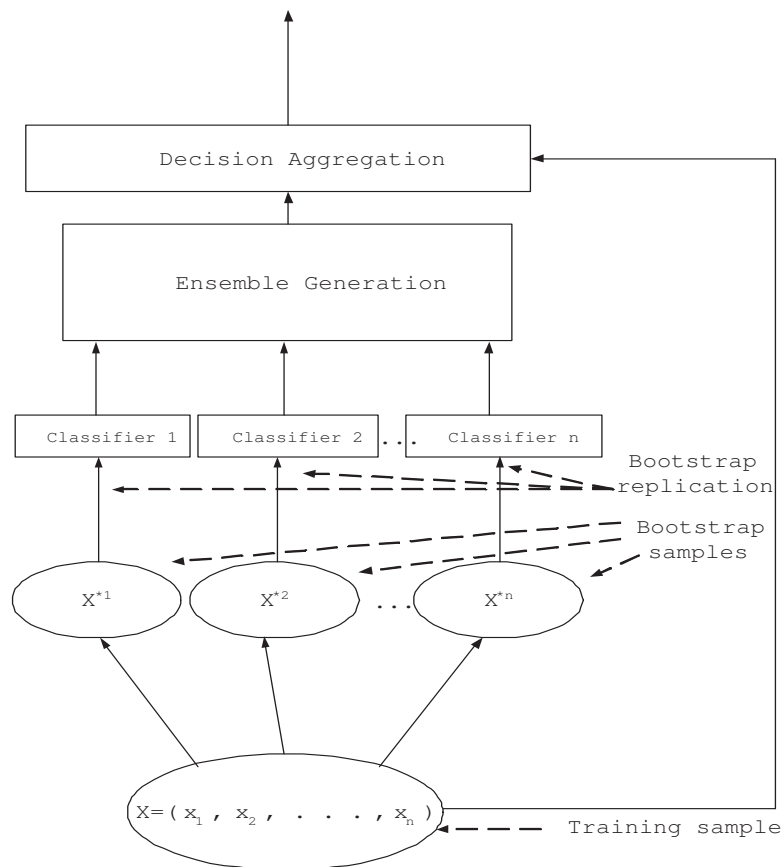 Decision Aggregation
Ensemble Generation
Classifier 1
Classifier 2
...
Classifier n
Bootstrap
replication
Bootstrap
samples
X*1
X*2
...
X*n
X=(x1, x2, . . ., xn)
Training sample